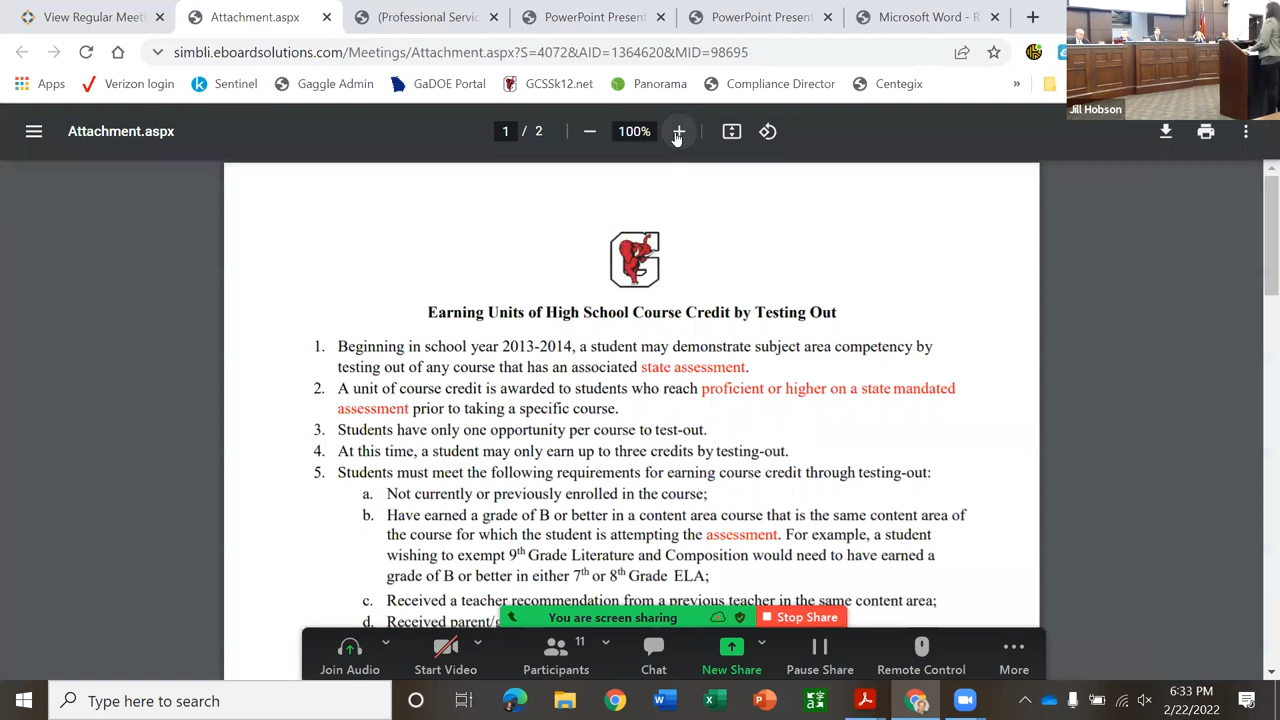 View Regular Meeting
Attachment.aspx
(Professional Servic
PowerPoint Present
PowerPoint Present
Microsoft Word - R
simbli.eboardsolutions.com/Meetings/Attachment.aspx?S=4072&AID=1364620&MID=98695
Apps
Verizon login
Sentinel
Gaggle Admin
GaDOE Portal
GCSSk12.net
Panorama
Compliance Director
Centegix
»
Jill Hobson
Attachment.aspx
1 / 2
100%
Earning Units of High School Course Credit by Testing Out
1. Beginning in school year 2013-2014, a student may demonstrate subject area competency by
testing out of any course that has an associated state assessment.
2. A unit of course credit is awarded to students who reach proficient or higher on a state mandated
assessment prior to taking a specific course.
3. Students have only one opportunity per course to test-out.
4. At this time, a student may only earn up to three credits by testing-out.
5. Students must meet the following requirements for earning course credit through testing-out:
a. Not currently or previously enrolled in the course;
b. Have earned a grade of B or better in a content area course that is the same content area of
the course for which the student is attempting the assessment. For example, a student
wishing to exempt 9th Grade Literature and Composition would need to have earned a
grade of B or better in either 7th or 8th Grade ELA;
c. Received a teacher recommendation from a previous teacher in the same content area;
d. Received parent/g
You are screen sharing
Stop Share
Join Audio
Start Video
Participants
11
Chat
New Share
Pause Share
Remote Control
More
Type here to search
6:33 PM
2/22/2022